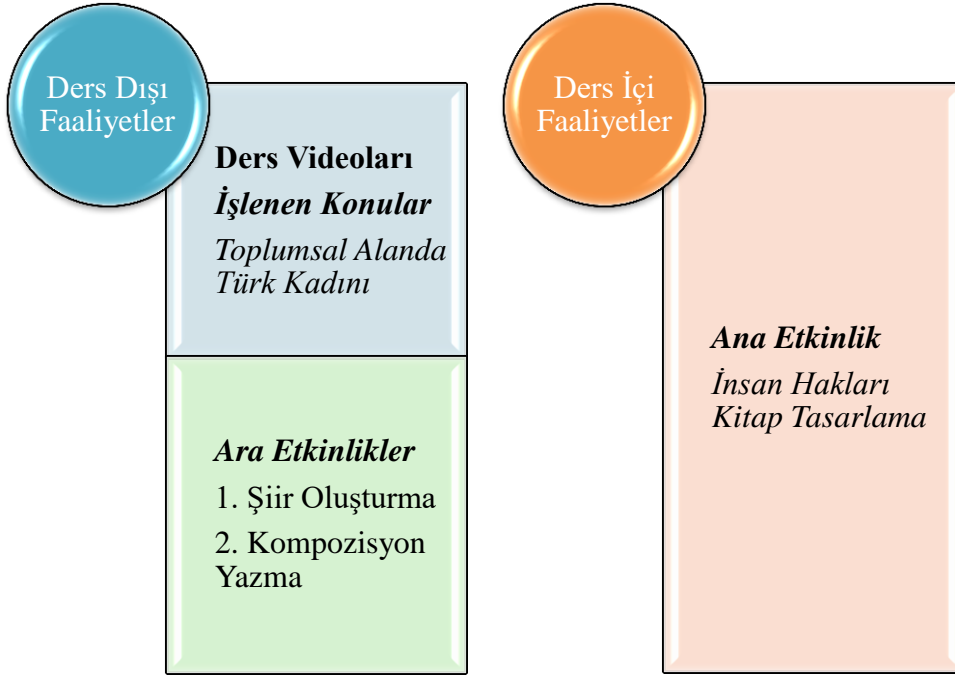 Ders Dışı
Faaliyetler
Ders Videoları
İşlenen Konular
Toplumsal Alanda
Türk Kadını
Ara Etkinlikler
1. Şiir Oluşturma
2. Kompozisyon
Yazma
Ders İçi
Faaliyetler
Ana Etkinlik
İnsan Hakları
Kitap Tasarlama